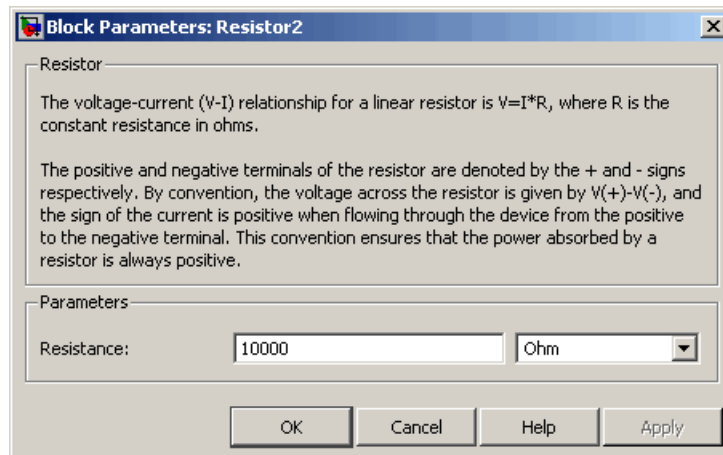 Block Parameters: Resistor2
Resistor
The voltage-current (V-I) relationship for a linear resistor is V=I*R, where R is the
constant resistance in ohms.
The positive and negative terminals of the resistor are denoted by the + and - signs
respectively. By convention, the voltage across the resistor is given by V(+)-V(-), and
the sign of the current is positive when flowing through the device from the positive
to the negative terminal. This convention ensures that the power absorbed by a
resistor is always positive.
Parameters
Resistance: 10000 Ohm
OK Cancel Help Apply